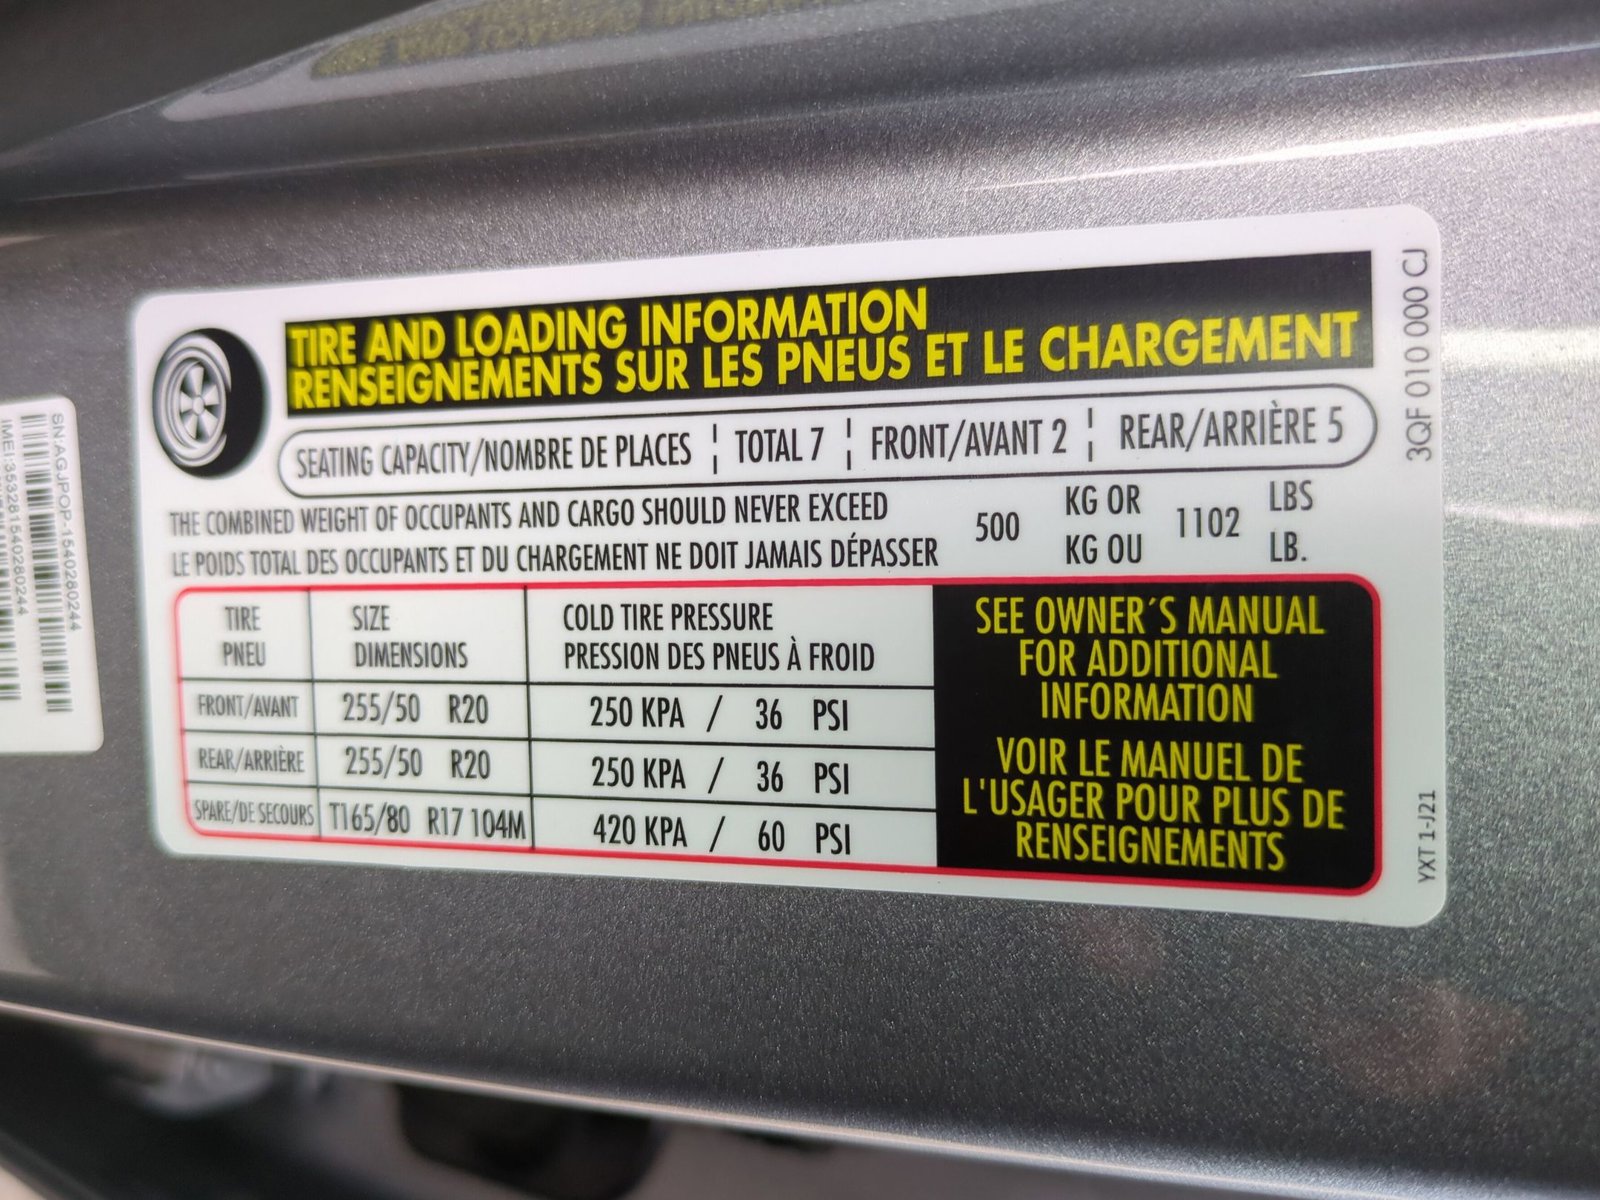 TIRE AND LOADING INFORMATION
RENSEIGNEMENTS SUR LES PNEUS ET LE CHARGEMENT
SEATING CAPACITY/NOMBRE DE PLACES ¦ TOTAL 7 ¦ FRONT/AVANT 2 ¦ REAR/ARRIÈRE 5
THE COMBINED WEIGHT OF OCCUPANTS AND CARGO SHOULD NEVER EXCEED 500 KG OR 1102 LBS
LE POIDS TOTAL DES OCCUPANTS ET DU CHARGEMENT NE DOIT JAMAIS DÉPASSER KG OU LB.
TIRE SIZE COLD TIRE PRESSURE
PNEU DIMENSIONS PRESSION DES PNEUS À FROID
FRONT/AVANT 255/50 R20 250 KPA / 36 PSI
REAR/ARRIÈRE 255/50 R20 250 KPA / 36 PSI
SPARE/DE SECOURS T165/80 R17 104M 420 KPA / 60 PSI
SEE OWNER´S MANUAL
FOR ADDITIONAL
INFORMATION
VOIR LE MANUEL DE
L'USAGER POUR PLUS DE
RENSEIGNEMENTS
3QF 010 000 CJ
YXT 1-J21
SN:AGJPOP-1540280244
IMEI:353281540280244